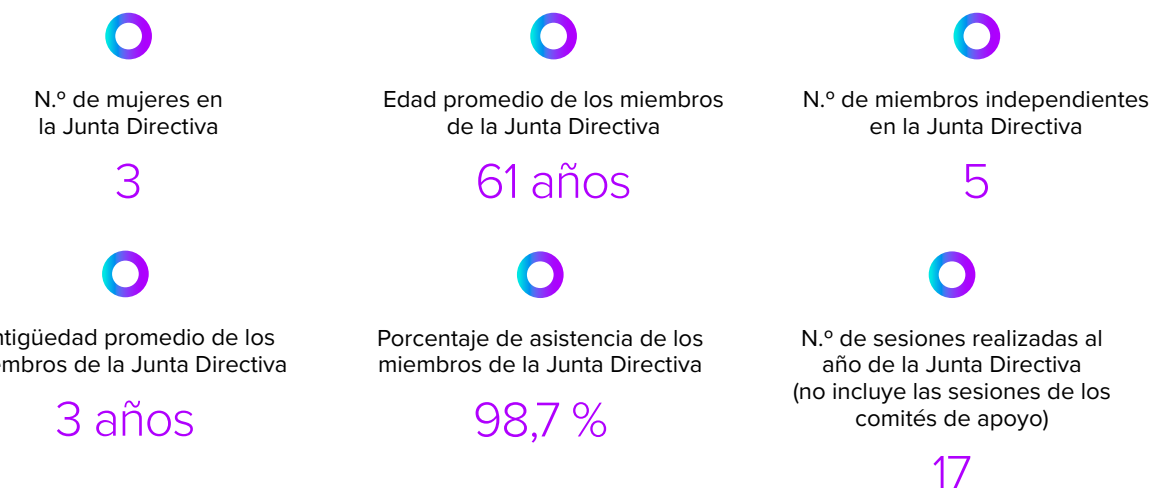 N.º de mujeres en
la Junta Directiva
3
Edad promedio de los miembros
de la Junta Directiva
61 años
N.º de miembros independientes
en la Junta Directiva
5
ntigüedad promedio de los
mbros de la Junta Directiva
3 años
Porcentaje de asistencia de los
miembros de la Junta Directiva
98,7 %
N.º de sesiones realizadas al
año de la Junta Directiva
(no incluye las sesiones de los
comités de apoyo)
17